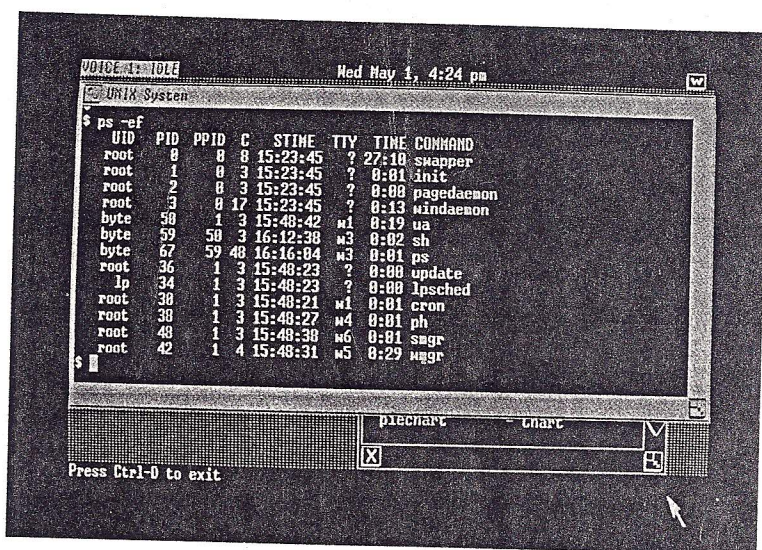 VOICE 1: IDLE
Wed May 1, 4:24 pm
W
UNIX System
$ ps -ef
UID PID PPID C STIME TTY TIME COMMAND
root 0 0 8 15:23:45 ? 27:10 swapper
root 1 0 3 15:23:45 ? 0:01 init
root 2 0 3 15:23:45 ? 0:00 pagedaemon
root 3 0 17 15:23:45 ? 0:13 windaemon
byte 50 1 3 15:48:42 w1 0:19 ua
byte 59 50 3 16:12:38 w3 0:02 sh
byte 67 59 48 16:16:04 w3 0:01 ps
root 36 1 3 15:48:23 ? 0:00 update
lp 34 1 3 15:48:23 ? 0:00 lpsched
root 30 1 3 15:48:21 w1 0:01 cron
root 38 1 3 15:48:27 w4 0:01 ph
root 40 1 3 15:48:38 w6 0:01 smgr
root 42 1 4 15:48:31 w5 0:29 wmgr
$
piechart - Chart
X
Press Ctrl-D to exit